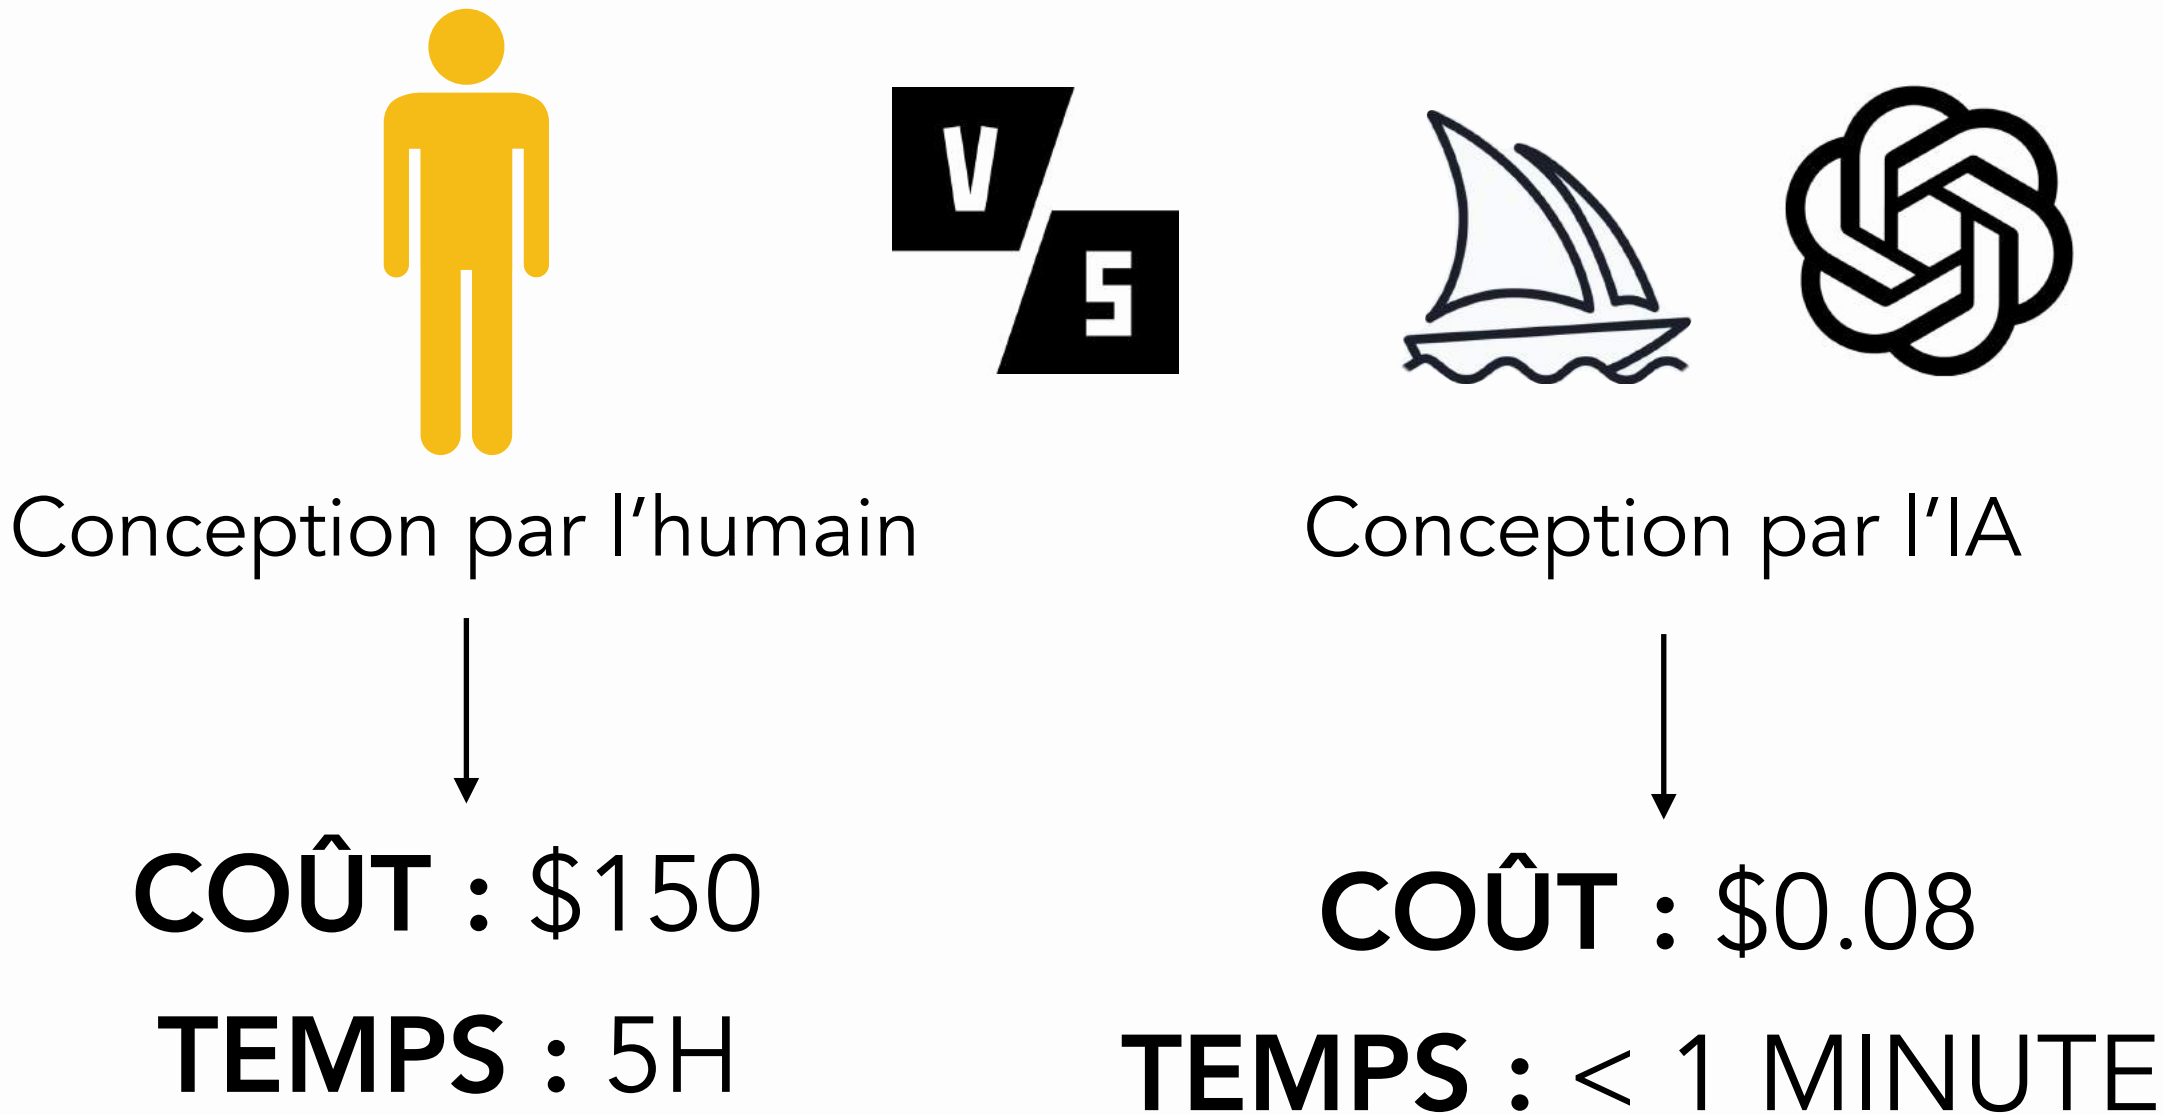 V
S
Conception par l’humain
Conception par l’IA
COÛT : $150
COÛT : $0.08
TEMPS : 5H
TEMPS : < 1 MINUTE